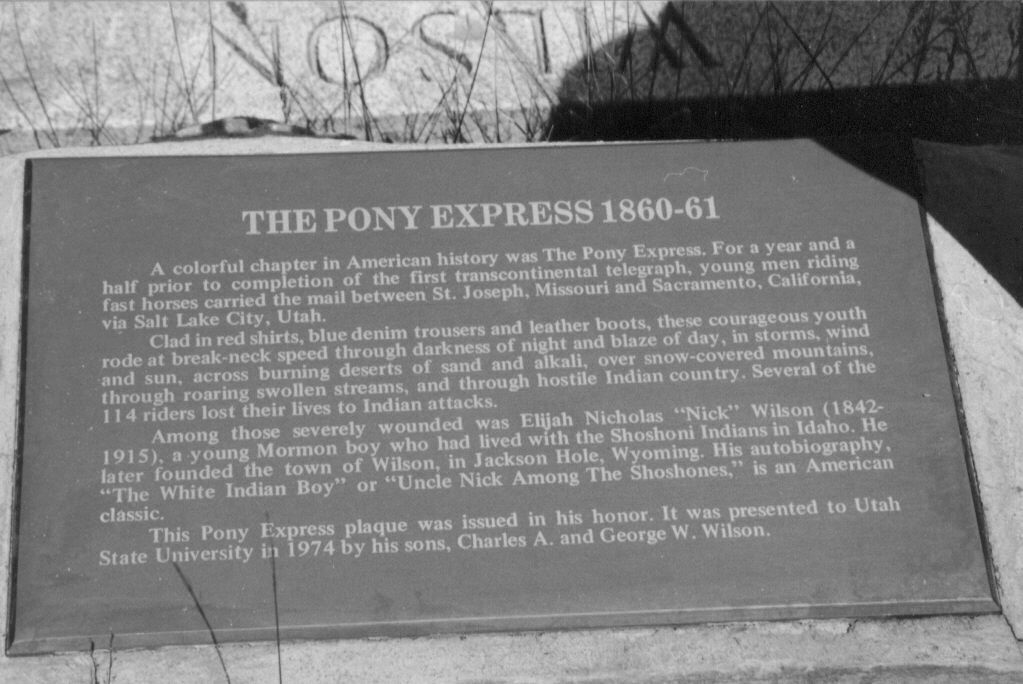 WILSON
THE PONY EXPRESS 1860-61
A colorful chapter in American history was The Pony Express. For a year and a
half prior to completion of the first transcontinental telegraph, young men riding
fast horses carried the mail between St. Joseph, Missouri and Sacramento, California,
via Salt Lake City, Utah.
Clad in red shirts, blue denim trousers and leather boots, these courageous youth
rode at break-neck speed through darkness of night and blaze of day, in storms, wind
and sun, across burning deserts of sand and alkali, over snow-covered mountains,
through roaring swollen streams, and through hostile Indian country. Several of the
114 riders lost their lives to Indian attacks.
Among those severely wounded was Elijah Nicholas “Nick” Wilson (1842-
1915), a young Mormon boy who had lived with the Shoshoni Indians in Idaho. He
later founded the town of Wilson, in Jackson Hole, Wyoming. His autobiography,
“The White Indian Boy” or “Uncle Nick Among The Shoshones,” is an American
classic.
This Pony Express plaque was issued in his honor. It was presented to Utah
State University in 1974 by his sons, Charles A. and George W. Wilson.